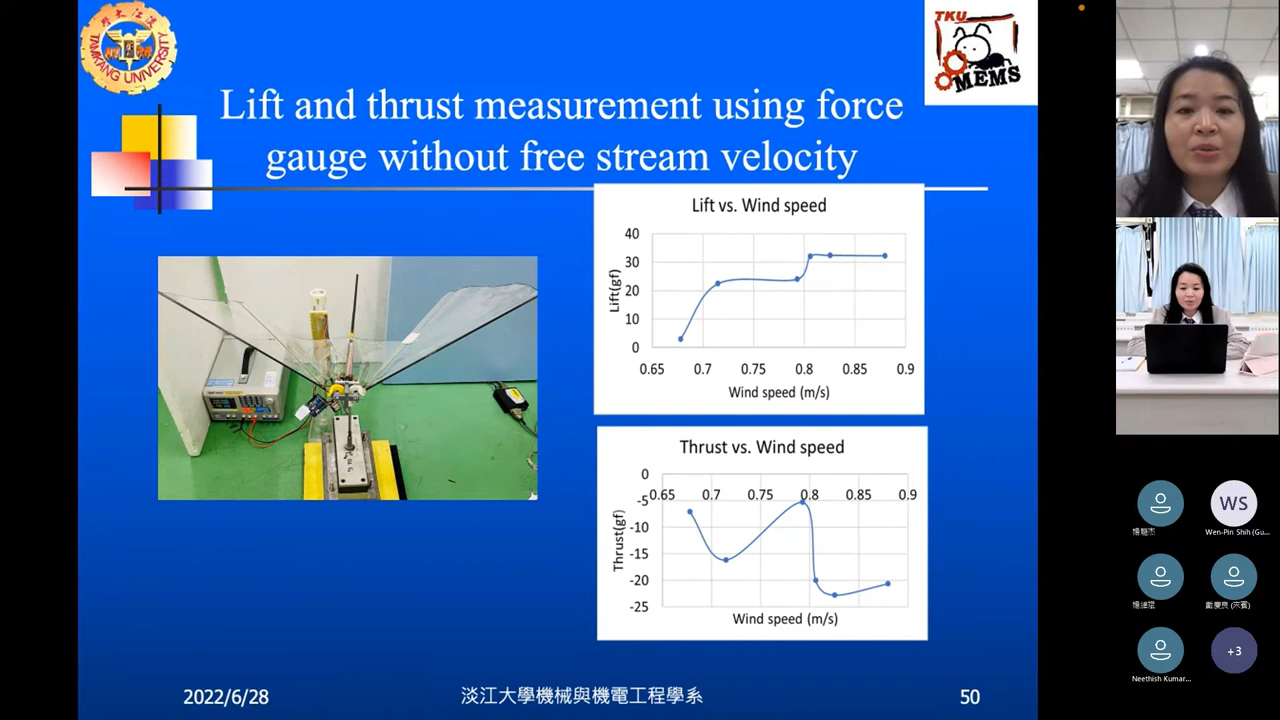 TAMKANG UNIVERSITY
TKU
MEMS
Lift and thrust measurement using force
gauge without free stream velocity
Lift vs. Wind speed
40
30
20
10
0
Lift(gf)
0.65 0.7 0.75 0.8 0.85 0.9
Wind speed (m/s)
Thrust vs. Wind speed
0
-5
-10
-15
-20
-25
Thrust(gf)
0.65 0.7 0.75 0.8 0.85 0.9
Wind speed (m/s)
2022/6/28
淡江大學機械與機電工程學系
50
WS
Wen-Pin Shih (Gu...
Neethish Kumar...
+3